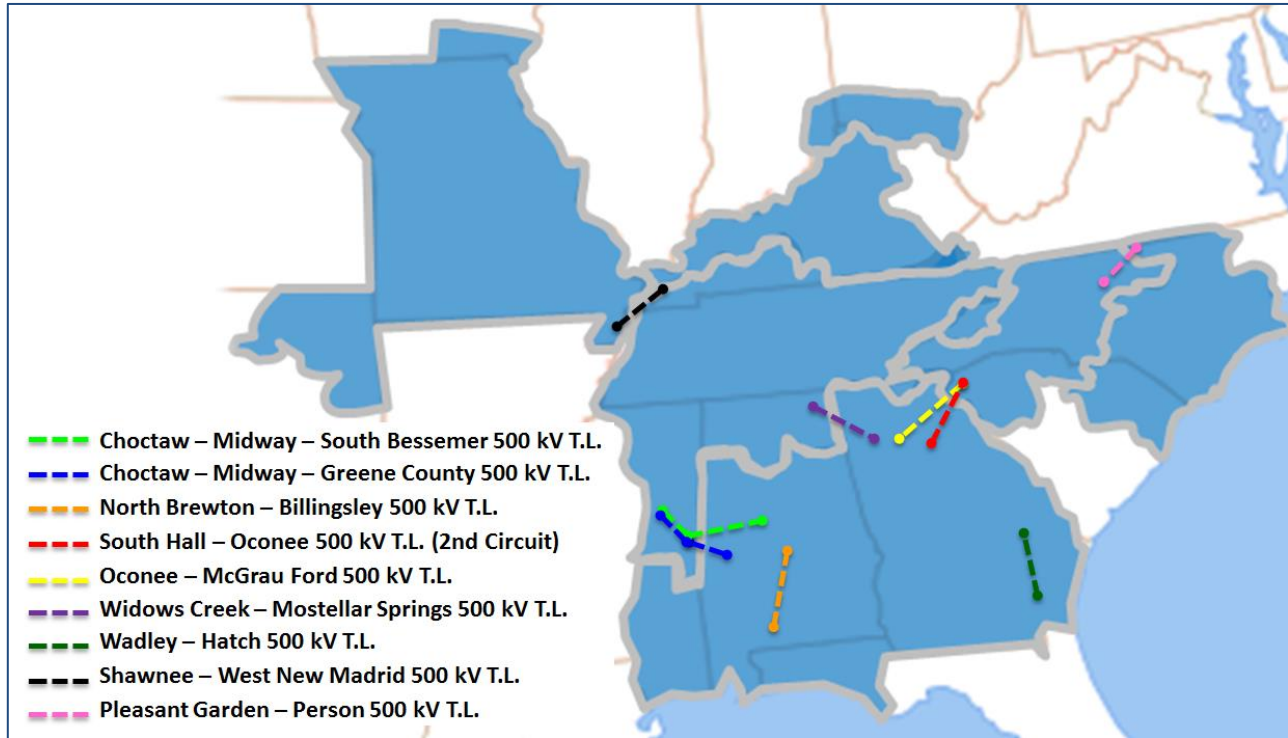 Choctaw – Midway – South Bessemer 500 kV T.L.
Choctaw – Midway – Greene County 500 kV T.L.
North Brewton – Billingsley 500 kV T.L.
South Hall – Oconee 500 kV T.L. (2nd Circuit)
Oconee – McGrau Ford 500 kV T.L.
Widows Creek – Mostellar Springs 500 kV T.L.
Wadley – Hatch 500 kV T.L.
Shawnee – West New Madrid 500 kV T.L.
Pleasant Garden – Person 500 kV T.L.